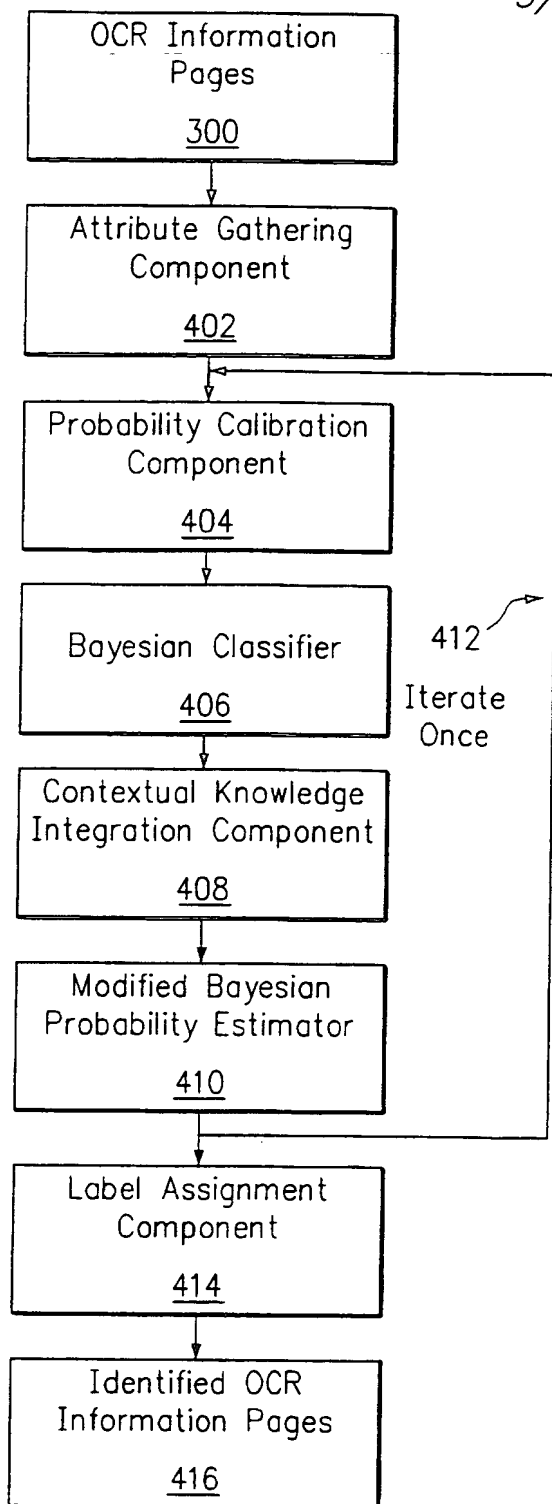 OCR Information
Pages
300
Attribute Gathering
Component
402
Probability Calibration
Component
404
Bayesian Classifier
406
412
Iterate
Once
Contextual Knowledge
Integration Component
408
Modified Bayesian
Probability Estimator
410
Label Assignment
Component
414
Identified OCR
Information Pages
416